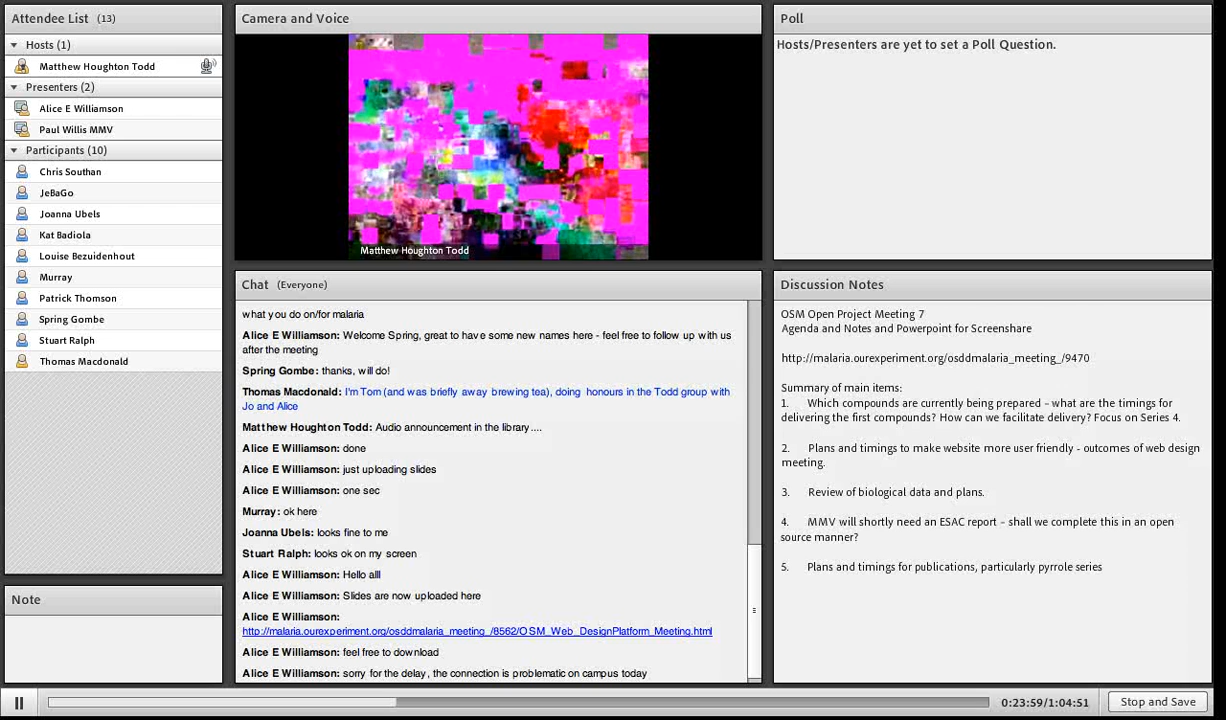 Attendee List (13)
Hosts (1)
Matthew Houghton Todd
Presenters (2)
Alice E Williamson
Paul Willis MMV
Participants (10)
Chris Southan
JeBaGo
Joanna Ubels
Kat Badiola
Louise Bezuidenhout
Murray
Patrick Thomson
Spring Gombe
Stuart Ralph
Thomas Macdonald
Note
Camera and Voice
Matthew Houghton Todd
Chat (Everyone)
what you do on/for malaria
Alice E Williamson: Welcome Spring, great to have some new names here - feel free to follow up with us
after the meeting
Spring Gombe: thanks, will do!
Thomas Macdonald: I'm Tom (and was briefly away brewing tea), doing honours in the Todd group with
Jo and Alice
Matthew Houghton Todd: Audio announcement in the library....
Alice E Williamson: done
Alice E Williamson: just uploading slides
Alice E Williamson: one sec
Murray: ok here
Joanna Ubels: looks fine to me
Stuart Ralph: looks ok on my screen
Alice E Williamson: Hello alll
Alice E Williamson: Slides are now uploaded here
Alice E Williamson:
http://malaria.ourexperiment.org/osddmalaria_meeting_/8562/OSM_Web_DesignPlatform_Meeting.html
Alice E Williamson: feel free to download
Alice E Williamson: sorry for the delay, the connection is problematic on campus today
Poll
Hosts/Presenters are yet to set a Poll Question.
Discussion Notes
OSM Open Project Meeting 7
Agenda and Notes and Powerpoint for Screenshare
http://malaria.ourexperiment.org/osddmalaria_meeting_/9470
Summary of main items:
1. Which compounds are currently being prepared - what are the timings for
delivering the first compounds? How can we facilitate delivery? Focus on Series 4.
2. Plans and timings to make website more user friendly - outcomes of web design
meeting.
3. Review of biological data and plans.
4. MMV will shortly need an ESAC report - shall we complete this in an open
source manner?
5. Plans and timings for publications, particularly pyrrole series
0:23:59/1:04:51
Stop and Save